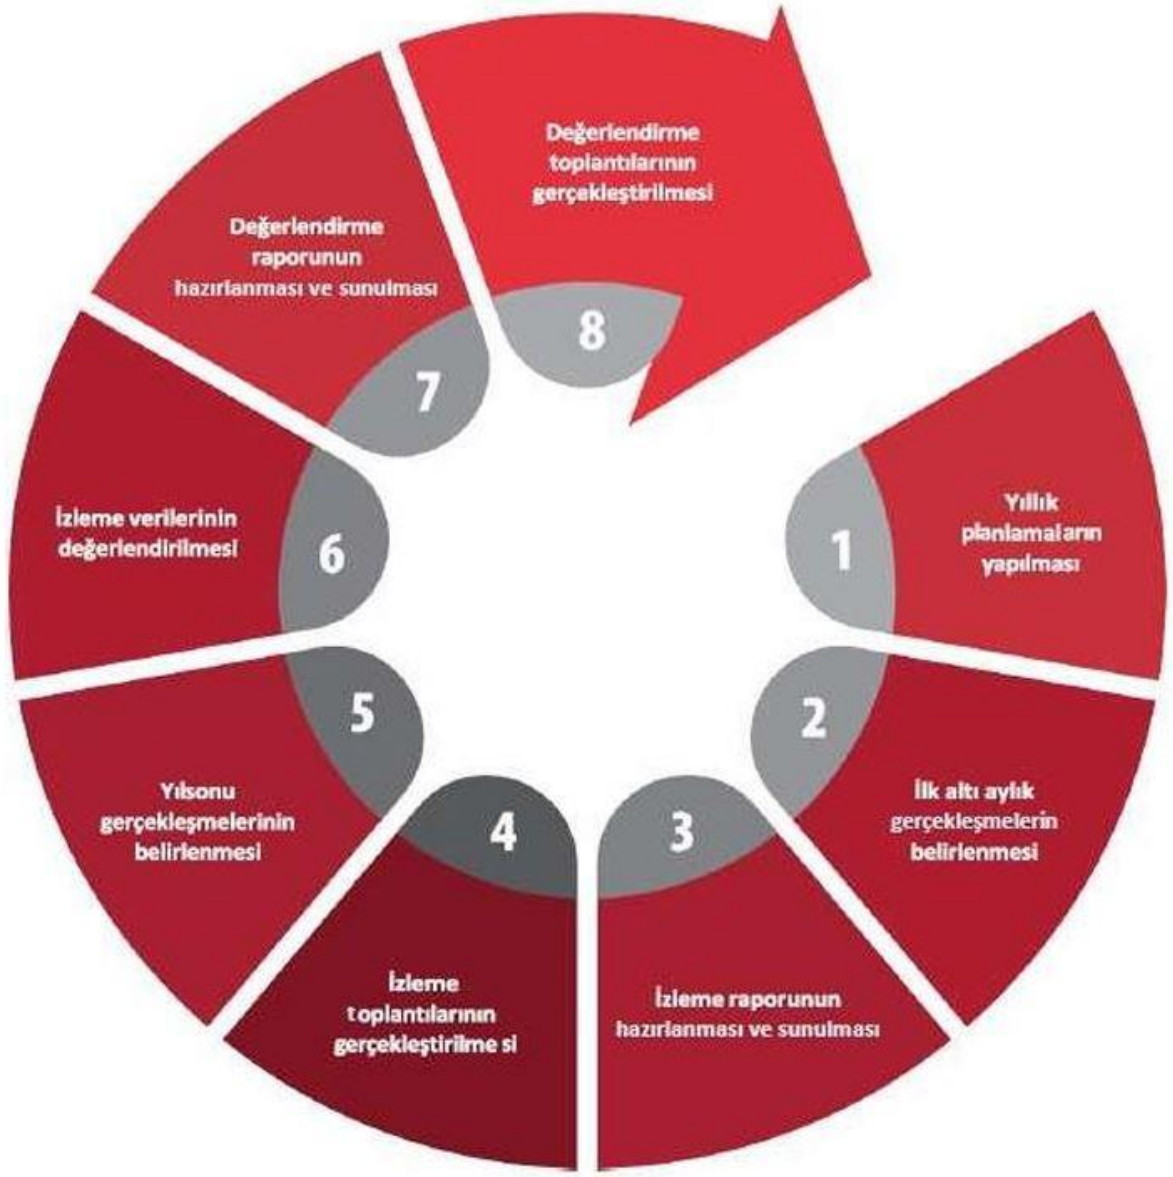 1
Yıllık
planlamaların
yapılması
2
İlk altı aylık
gerçekleşmelerin
belirlenmesi
3
İzleme raporunun
hazırlanması ve sunulması
4
İzleme
toplantılarının
gerçekleştirilme si
5
Yılsonu
gerçekleşmelerinin
belirlenmesi
6
İzleme verilerinin
değerlendirilmesi
7
Değerlendirme
raporunun
hazırlanması ve sunulması
8
Değerlendirme
toplantılarının
gerçekleştirilmesi